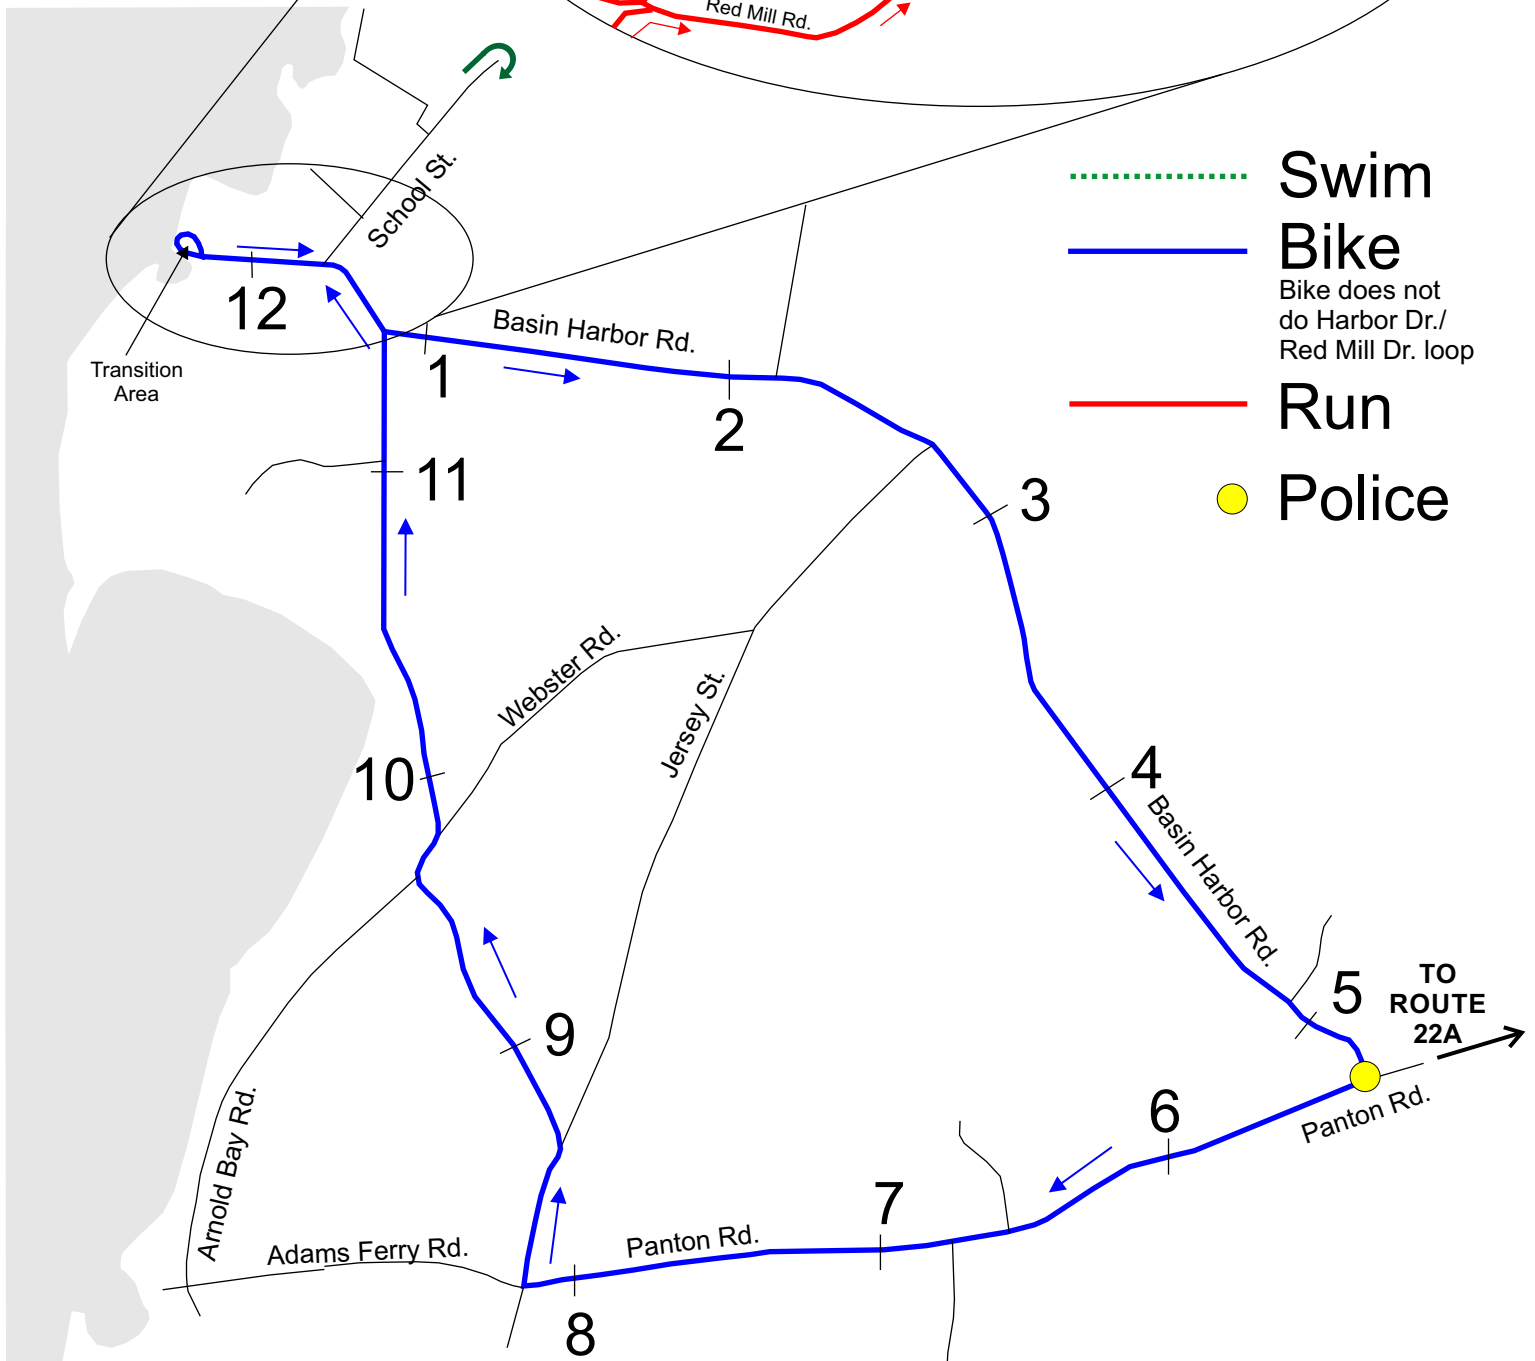 Red Mill Rd.
School St.
Swim
Bike
Bike does not
do Harbor Dr./
Red Mill Dr. loop
Run
Police
12
Transition
Area
1
Basin Harbor Rd.
2
11
3
Webster Rd.
Jersey St.
10
4
Basin Harbor Rd.
5
TO
ROUTE
22A
9
6
Panton Rd.
Arnold Bay Rd.
7
Adams Ferry Rd.
Panton Rd.
8